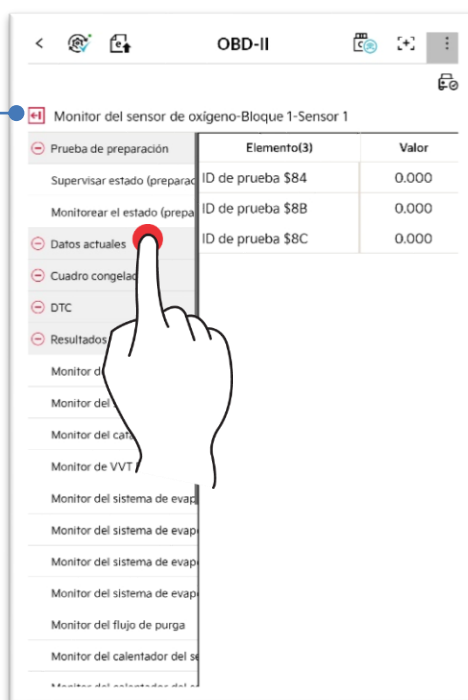 OBD-II
Monitor del sensor de oxígeno-Bloque 1-Sensor 1
Prueba de preparación
Elemento(3) Valor
Supervisar estado (preparac
ID de prueba $84 0.000
Monitorear el estado (prepa
ID de prueba $8B 0.000
Datos actuales
ID de prueba $8C 0.000
Cuadro congelad
DTC
Resultados
Monitor d
Monitor del
Monitor del cata
Monitor de VVT
Monitor del sistema de evap
Monitor del sistema de evap
Monitor del sistema de evap
Monitor del sistema de evap
Monitor del flujo de purga
Monitor del calentador del se